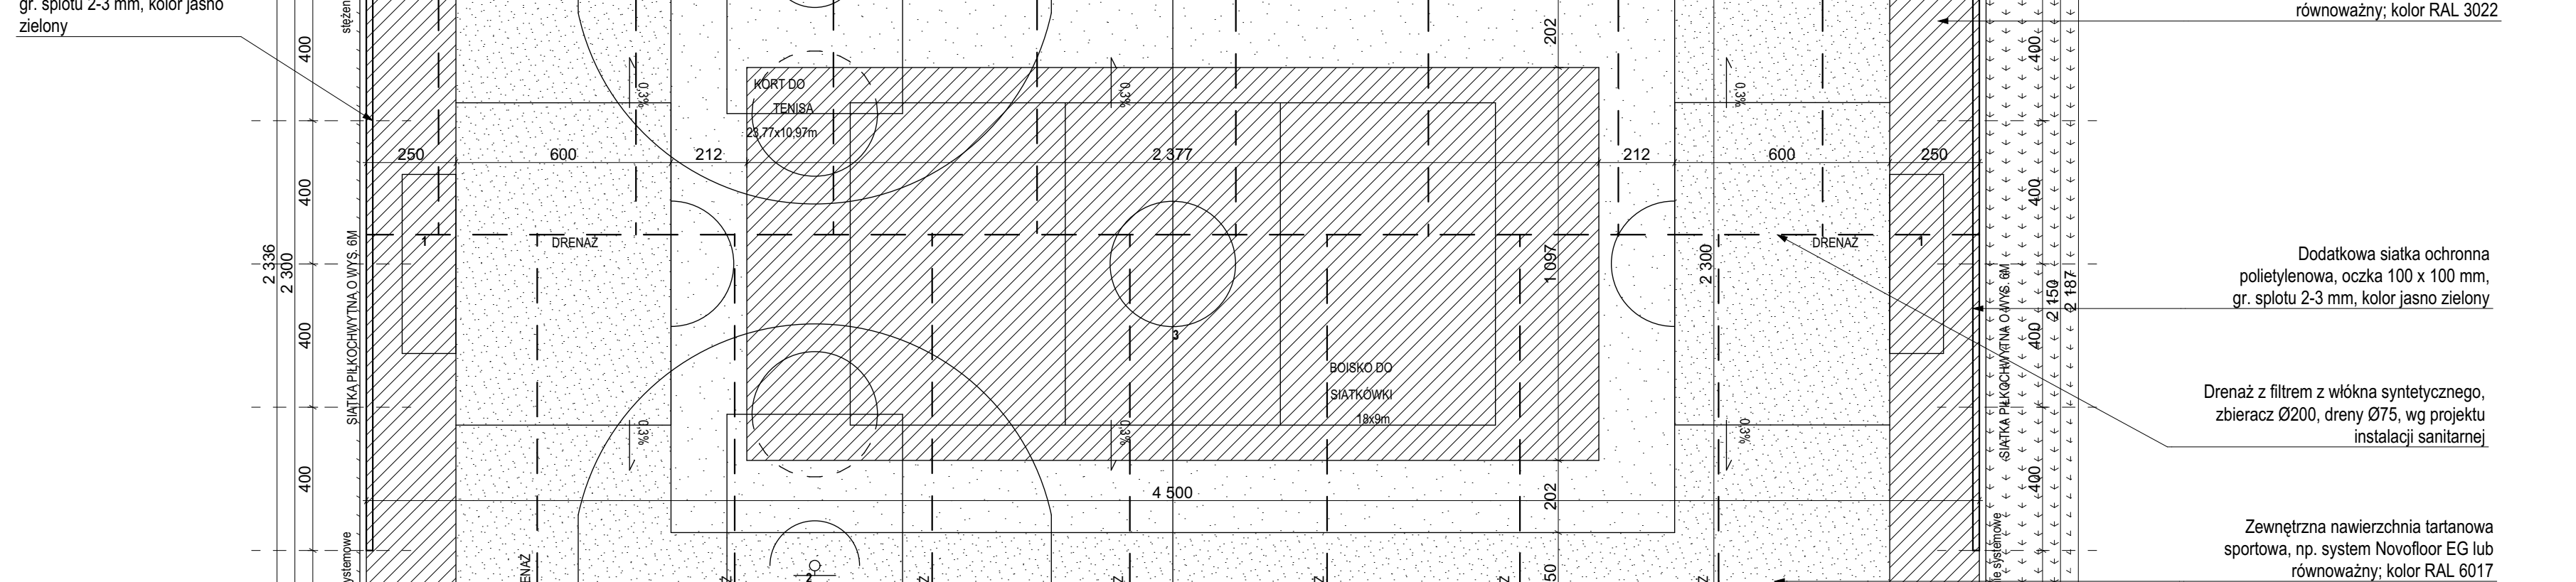 gr. splotu 2-3 mm, kolor jasno
zielony
równoważny; kolor RAL 3022
400
202
400
0,3%
0,3%
0,3%
KORT DO
TENISA
23,77x10,97m
250
600
212
2 377
212
600
250
400
400
1
DRENAŻ
DRENAŻ
1
2 336
2 300
SIATKA PIŁKOCHWYTNA O WYS. 6M
1 097
2 300
SIATKA PIŁKOCHWYTNA O WYS. 6M
2 150
2 187
Dodatkowa siatka ochronna
polietylenowa, oczka 100 x 100 mm,
gr. splotu 2-3 mm, kolor jasno zielony
400
3
400
BOISKO DO
SIATKÓWKI
18x9m
Drenaż z filtrem z włókna syntetycznego,
zbieracz Ø200, dreny Ø75, wg projektu
instalacji sanitarnej
0,3%
0,3%
0,3%
400
4 500
202
400
Zewnętrzna nawierzchnia tartanowa
sportowa, np. system Novofloor EG lub
równoważny; kolor RAL 6017
2
50